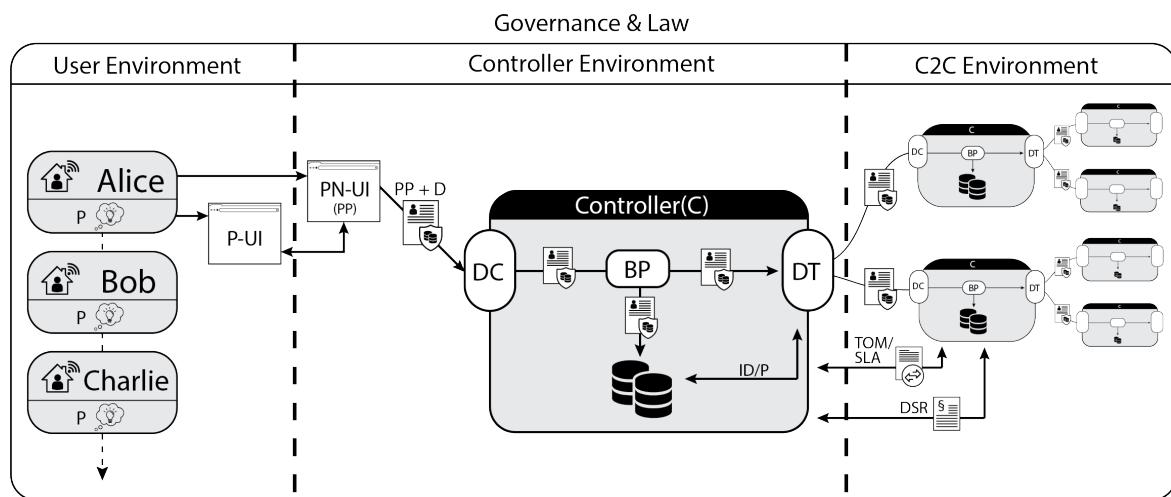 Governance & Law
User Environment
Controller Environment
C2C Environment
Alice
P
Bob
P
Charlie
P
P-UI
PN-UI
(PP)
PP + D
Controller(C)
DC
BP
DT
ID/P
TOM/
SLA
DSR
§
C
DC
BP
DT
C
DC
BP
DT
C
C
C
C